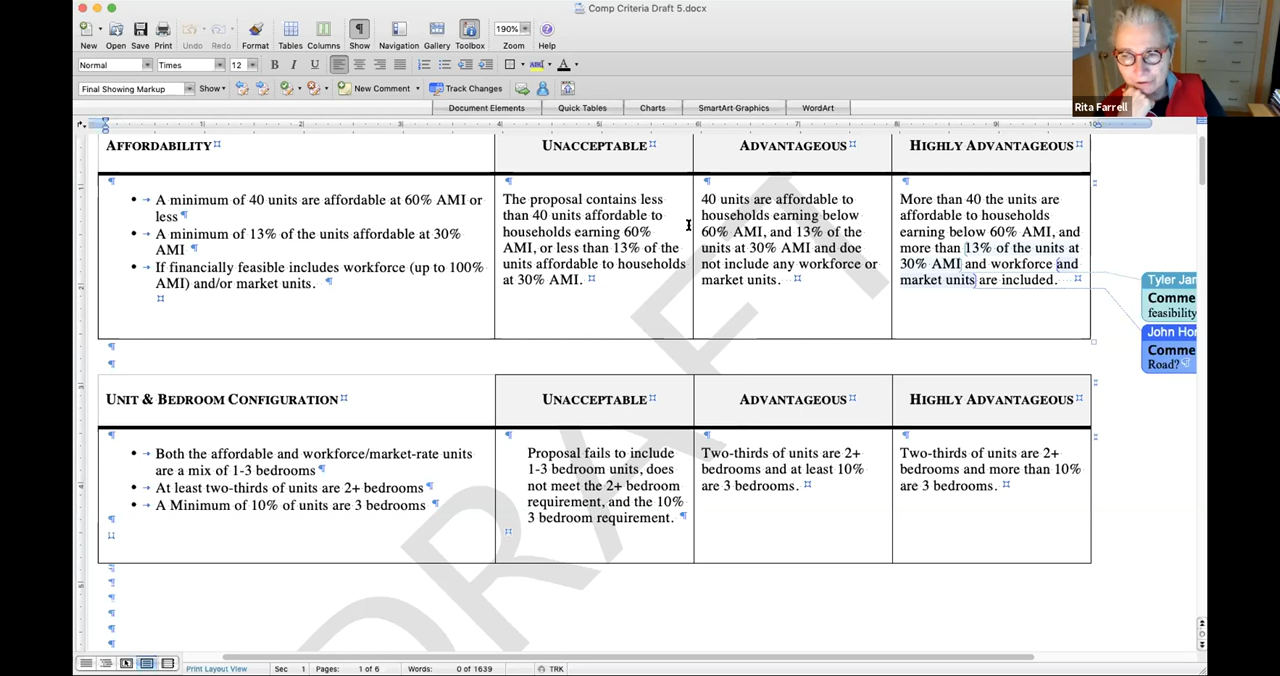 Comp Criteria Draft 5.docx
New Open Save Print Undo Redo Format Tables Columns Show Navigation Gallery Toolbox Zoom Help
190%
Normal Times 12 B I U
Final Showing Markup Show New Comment Track Changes
Document Elements Quick Tables Charts SmartArt Graphics WordArt
Rita Farrell
AFFORDABILITY UNACCEPTABLE ADVANTAGEOUS HIGHLY ADVANTAGEOUS
• A minimum of 40 units are affordable at 60% AMI or
less
• A minimum of 13% of the units affordable at 30%
AMI
• If financially feasible includes workforce (up to 100%
AMI) and/or market units.
The proposal contains less
than 40 units affordable to
households earning 60%
AMI, or less than 13% of the
units affordable to households
at 30% AMI.
40 units are affordable to
households earning below
60% AMI, and 13% of the
units at 30% AMI and doe
not include any workforce or
market units.
More than 40 the units are
affordable to households
earning below 60% AMI, and
more than 13% of the units at
30% AMI and workforce and
market units are included.
Tyler Jar
Comme
feasibility
John Hor
Comme
Road?
UNIT & BEDROOM CONFIGURATION UNACCEPTABLE ADVANTAGEOUS HIGHLY ADVANTAGEOUS
• Both the affordable and workforce/market-rate units
are a mix of 1-3 bedrooms
• At least two-thirds of units are 2+ bedrooms
• A Minimum of 10% of units are 3 bedrooms
Proposal fails to include
1-3 bedroom units, does
not meet the 2+ bedroom
requirement, and the 10%
3 bedroom requirement.
Two-thirds of units are 2+
bedrooms and at least 10%
are 3 bedrooms.
Two-thirds of units are 2+
bedrooms and more than 10%
are 3 bedrooms.
DRAFT
Print Layout View Sec 1 Pages: 1 of 6 Words: 0 of 1639 TRK